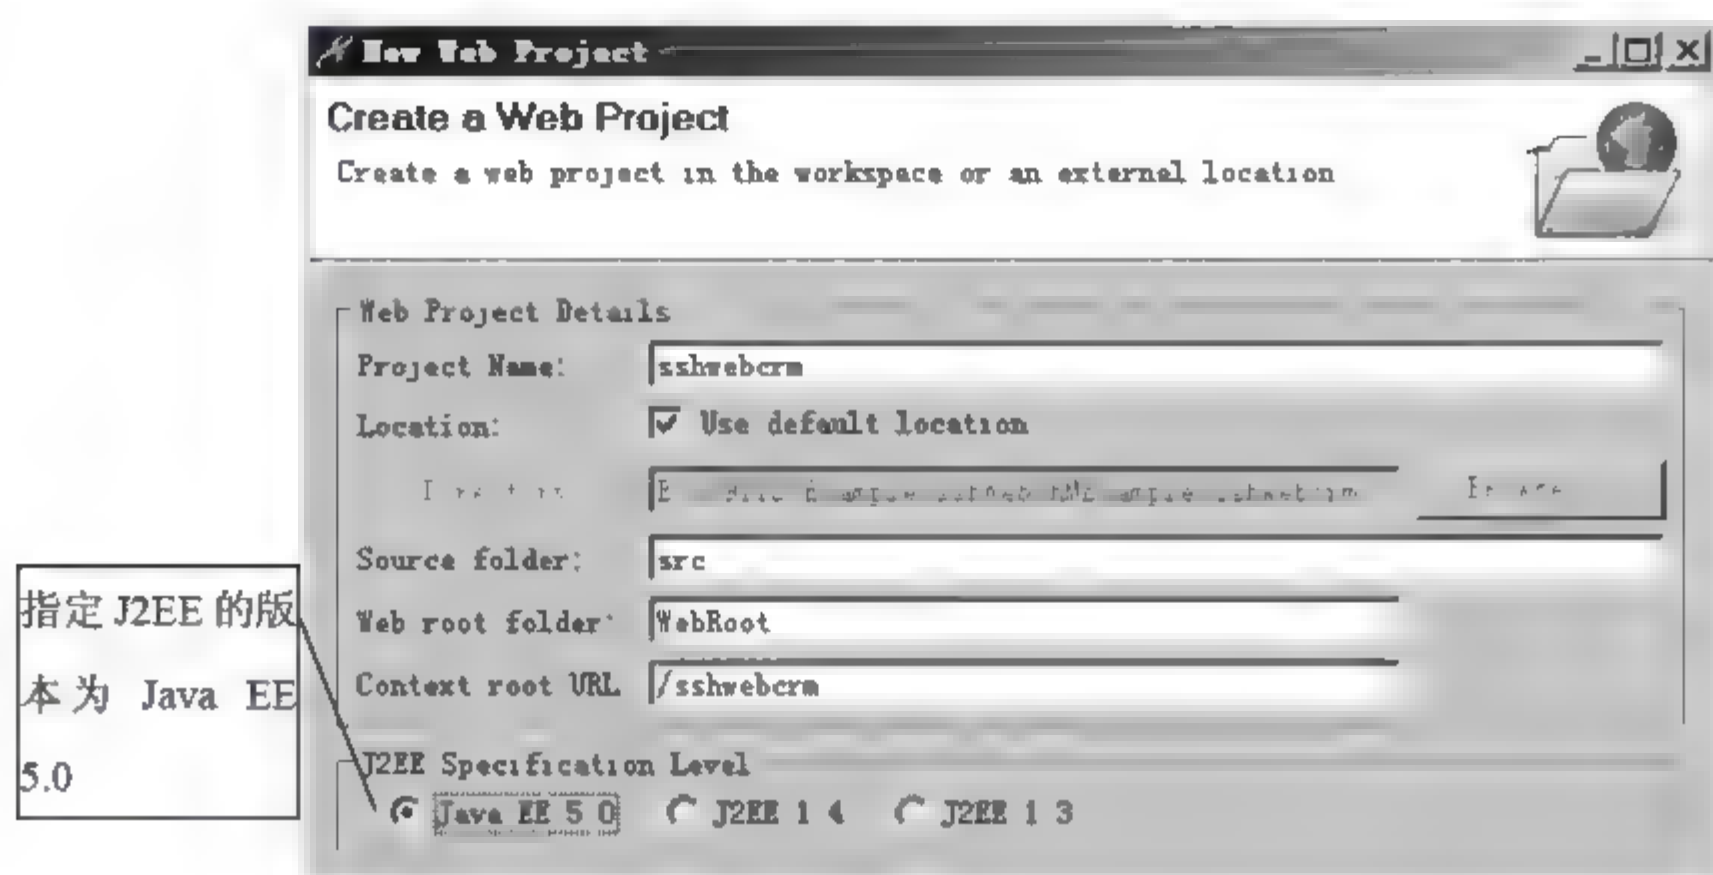 New Web Project
Create a Web Project
Create a web project in the workspace or an external location
Web Project Details
Project Name: sshwebcrm
Location: Use default location
Source folder: src
Web root folder: WebRoot
Context root URL /sshwebcrm
J2EE Specification Level
Java EE 5 0 J2EE 1 4 J2EE 1 3
指定 J2EE 的版
本为 Java EE
5.0